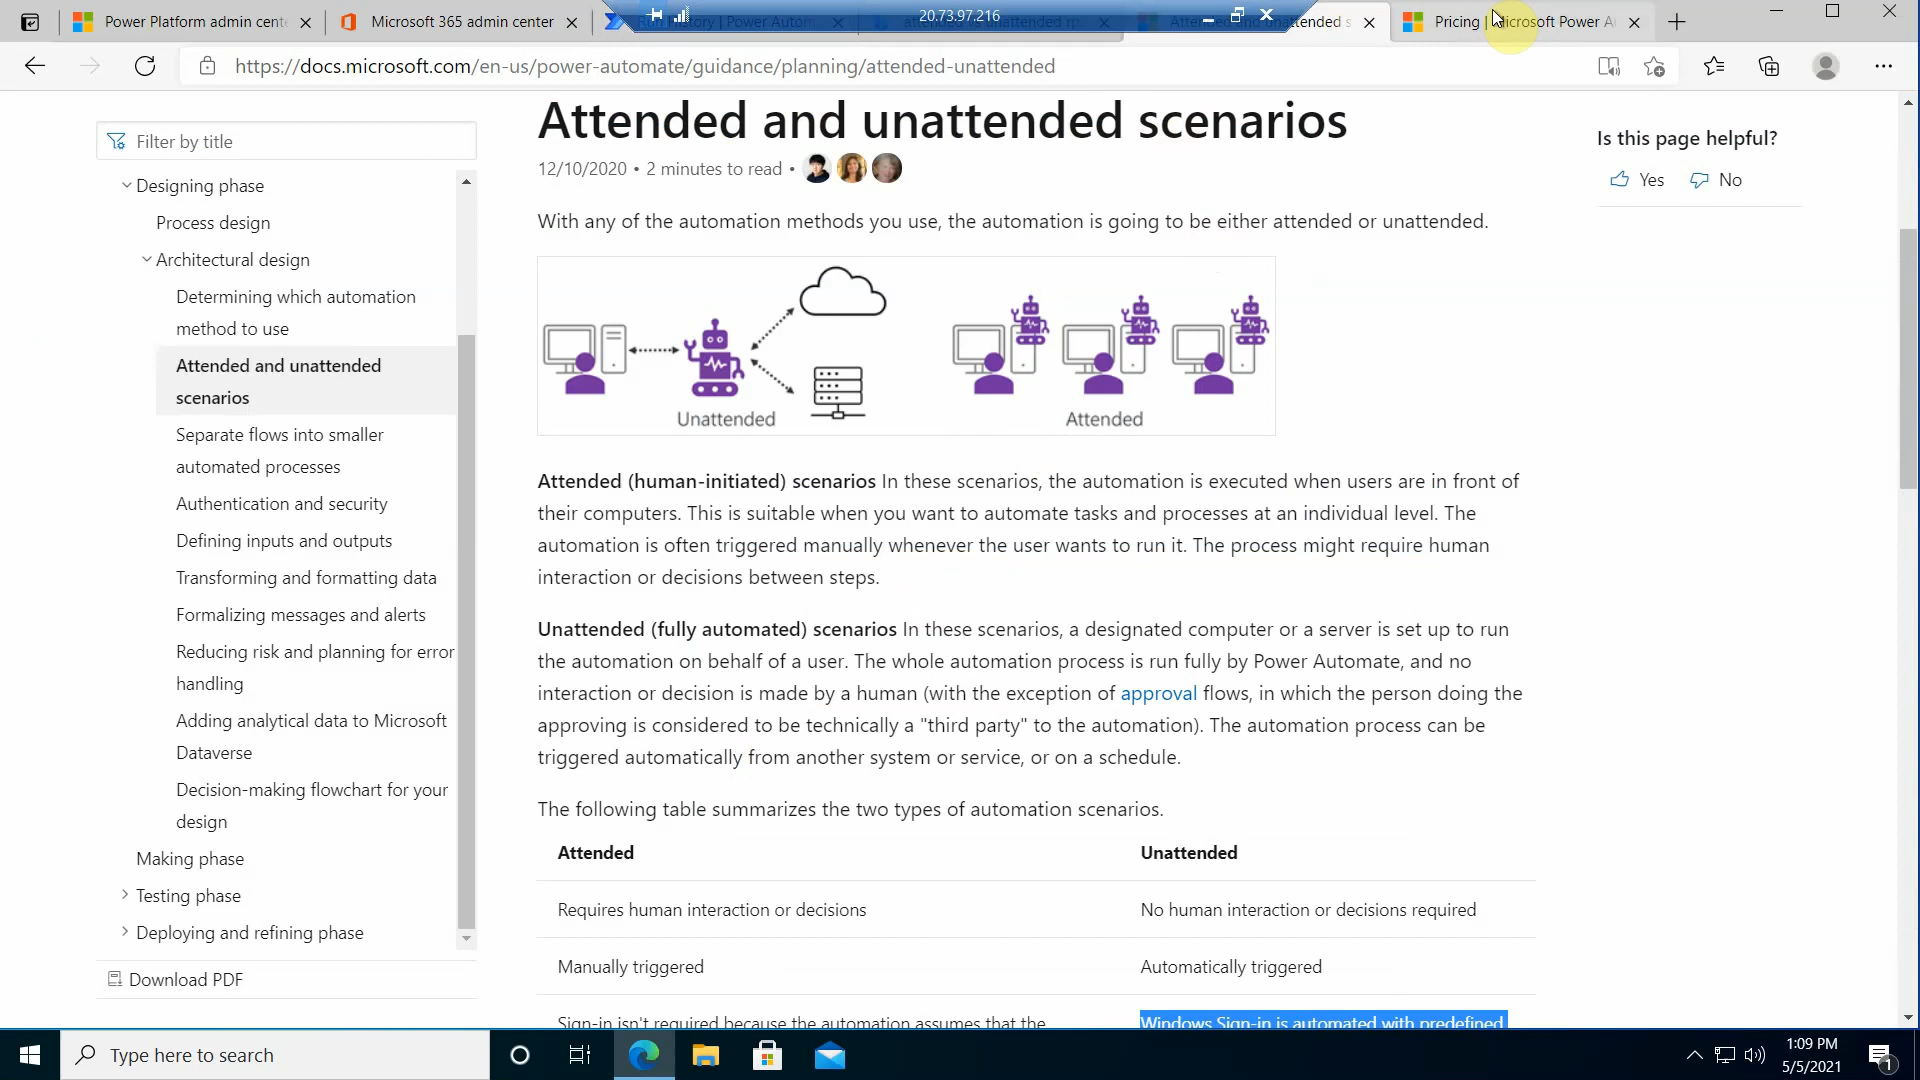 Power Platform admin cente
Microsoft 365 admin center
Run History | Power Autom
20.73.97.216
Attended and unattended s
Pricing | Microsoft Power A
https://docs.microsoft.com/en-us/power-automate/guidance/planning/attended-unattended
Filter by title
Designing phase
Process design
Architectural design
Determining which automation
method to use
Attended and unattended
scenarios
Separate flows into smaller
automated processes
Authentication and security
Defining inputs and outputs
Transforming and formatting data
Formalizing messages and alerts
Reducing risk and planning for error
handling
Adding analytical data to Microsoft
Dataverse
Decision-making flowchart for your
design
Making phase
Testing phase
Deploying and refining phase
Download PDF
Attended and unattended scenarios
12/10/2020 • 2 minutes to read •
With any of the automation methods you use, the automation is going to be either attended or unattended.
Unattended
Attended
Attended (human-initiated) scenarios In these scenarios, the automation is executed when users are in front of
their computers. This is suitable when you want to automate tasks and processes at an individual level. The
automation is often triggered manually whenever the user wants to run it. The process might require human
interaction or decisions between steps.
Unattended (fully automated) scenarios In these scenarios, a designated computer or a server is set up to run
the automation on behalf of a user. The whole automation process is run fully by Power Automate, and no
interaction or decision is made by a human (with the exception of approval flows, in which the person doing the
approving is considered to be technically a "third party" to the automation). The automation process can be
triggered automatically from another system or service, or on a schedule.
The following table summarizes the two types of automation scenarios.
Attended Unattended
Requires human interaction or decisions No human interaction or decisions required
Manually triggered Automatically triggered
Sign-in isn't required because the automation assumes that the Windows Sign-in is automated with predefined
Is this page helpful?
Yes No
Type here to search
1:09 PM
5/5/2021
1